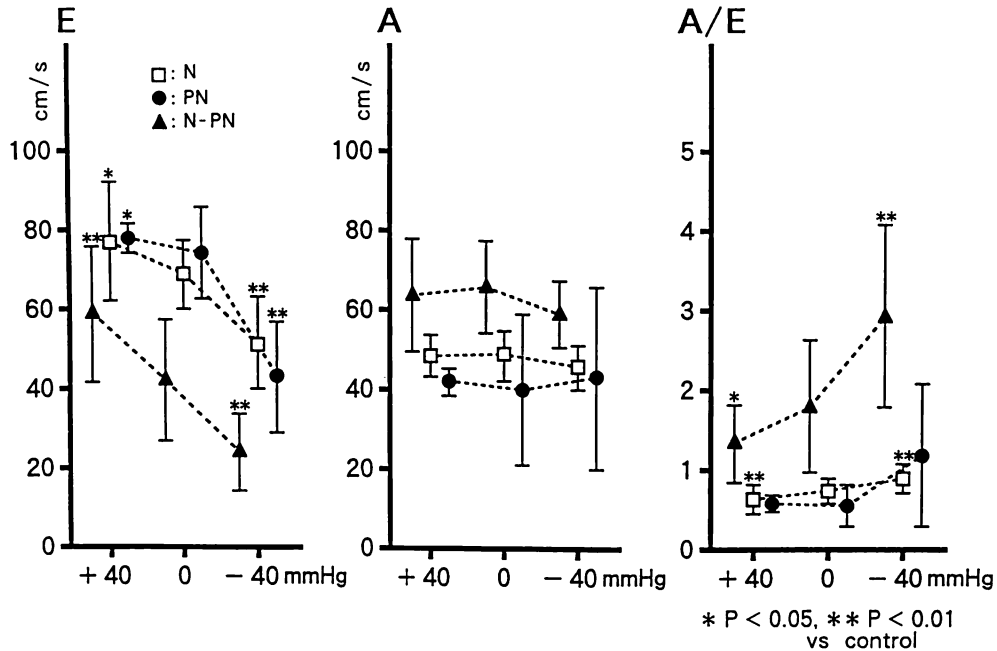 E
A
A/E
cm/s
□: N
●: PN
▲: N-PN
100
80
60
40
20
0
* * ** ** ** **
+40 0 −40 mmHg
cm/s
100
80
60
40
20
0
+40 0 −40 mmHg
5
4
3
2
1
0
* ** ** **
+40 0 −40 mmHg
* P < 0.05, ** P < 0.01
vs control